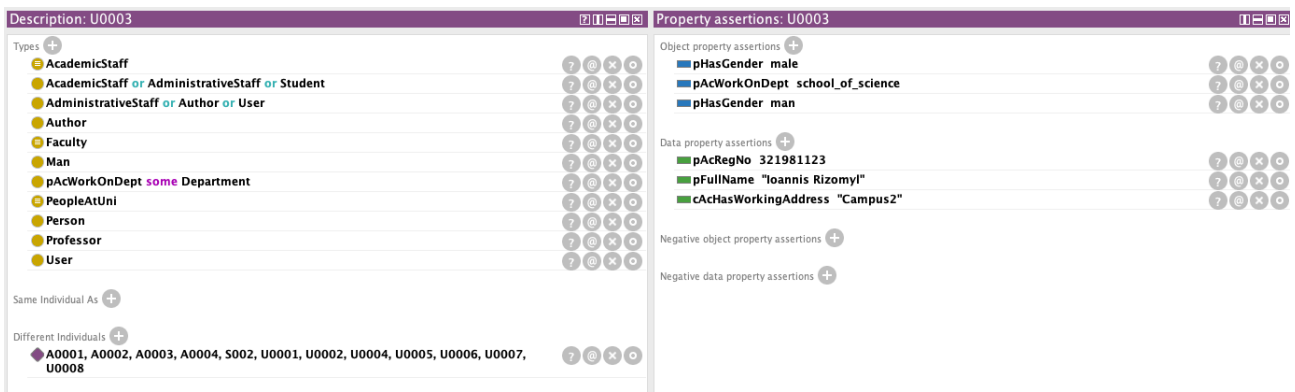 Description: U0003
Types
AcademicStaff
AcademicStaff or AdministrativeStaff or Student
AdministrativeStaff or Author or User
Author
Faculty
Man
pAcWorkOnDept some Department
PeopleAtUni
Person
Professor
User
Same Individual As
Different Individuals
A0001, A0002, A0003, A0004, S002, U0001, U0002, U0004, U0005, U0006, U0007,
U0008
Property assertions: U0003
Object property assertions
pHasGender male
pAcWorkOnDept school_of_science
pHasGender man
Data property assertions
pAcRegNo 321981123
pFullName "Ioannis Rizomyl"
cAcHasWorkingAddress "Campus2"
Negative object property assertions
Negative data property assertions